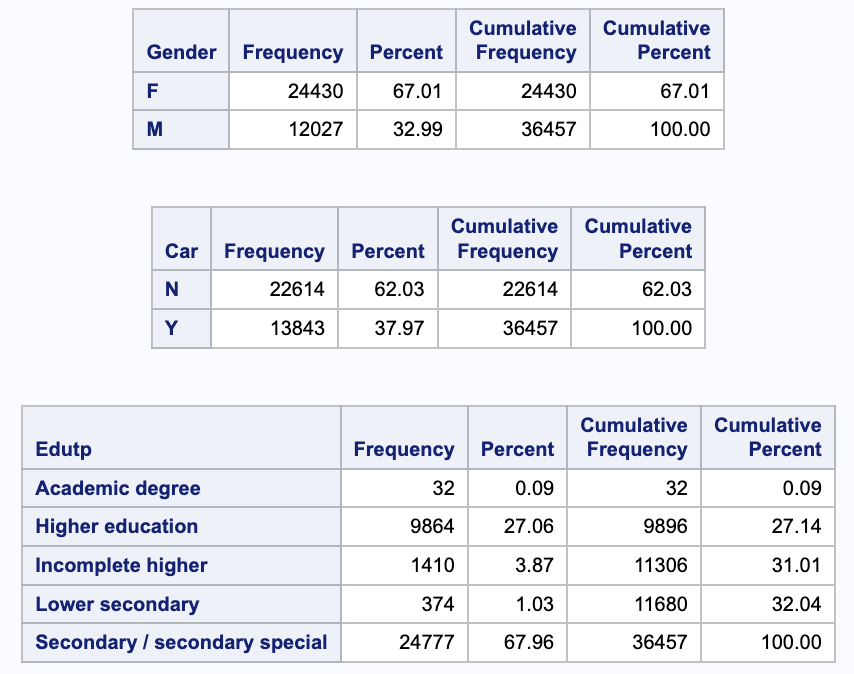 Gender Frequency Percent Cumulative Frequency Cumulative Percent
F 24430 67.01 24430 67.01
M 12027 32.99 36457 100.00
Car Frequency Percent Cumulative Frequency Cumulative Percent
N 22614 62.03 22614 62.03
Y 13843 37.97 36457 100.00
Edutp Frequency Percent Cumulative Frequency Cumulative Percent
Academic degree 32 0.09 32 0.09
Higher education 9864 27.06 9896 27.14
Incomplete higher 1410 3.87 11306 31.01
Lower secondary 374 1.03 11680 32.04
Secondary / secondary special 24777 67.96 36457 100.00